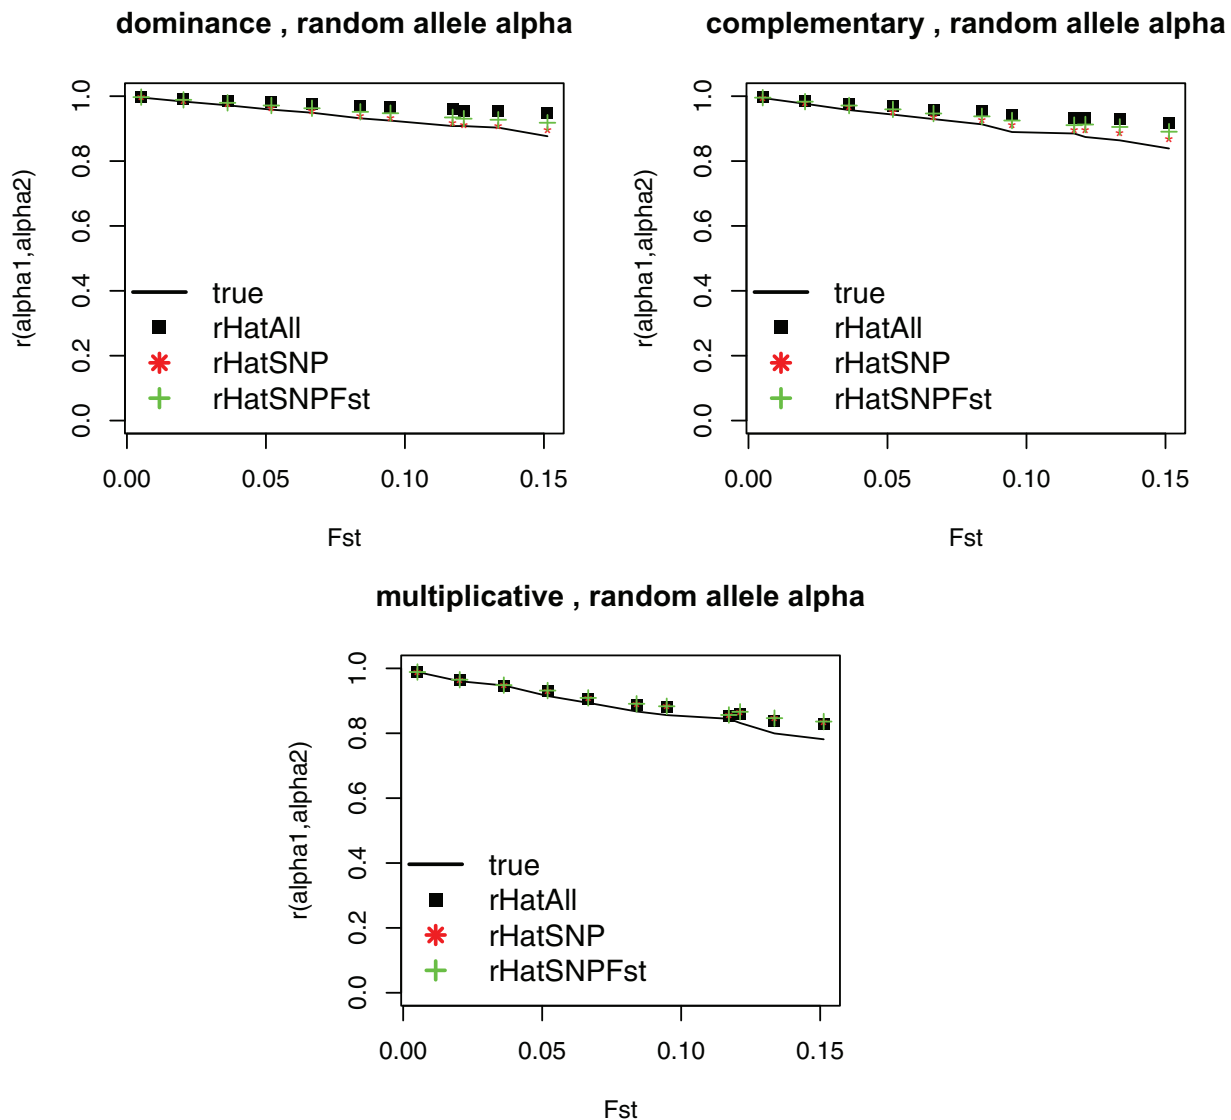 dominance , random allele alpha
r(alpha1,alpha2)
1.0
0.8
0.6
0.4
0.2
0.0
true
rHatAll
rHatSNP
rHatSNPFst
0.00 0.05 0.10 0.15
Fst
complementary , random allele alpha
r(alpha1,alpha2)
1.0
0.8
0.6
0.4
0.2
0.0
true
rHatAll
rHatSNP
rHatSNPFst
0.00 0.05 0.10 0.15
Fst
multiplicative , random allele alpha
r(alpha1,alpha2)
1.0
0.8
0.6
0.4
0.2
0.0
true
rHatAll
rHatSNP
rHatSNPFst
0.00 0.05 0.10 0.15
Fst